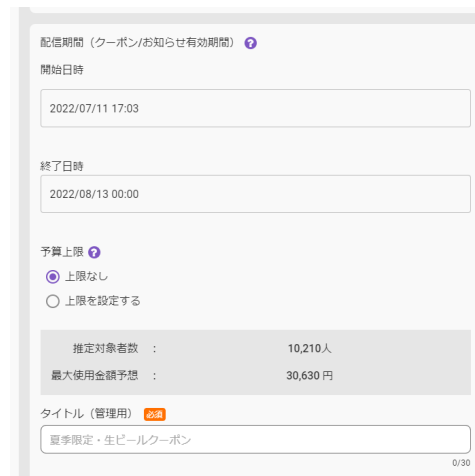 配信期間（クーポン/お知らせ有効期間） ?
開始日時
2022/07/11 17:03
終了日時
2022/08/13 00:00
予算上限 ?
上限なし
上限を設定する
推定対象者数 : 10,210人
最大使用金額予想 : 30,630 円
タイトル（管理用） 必須
夏季限定・生ビールクーポン
0/30